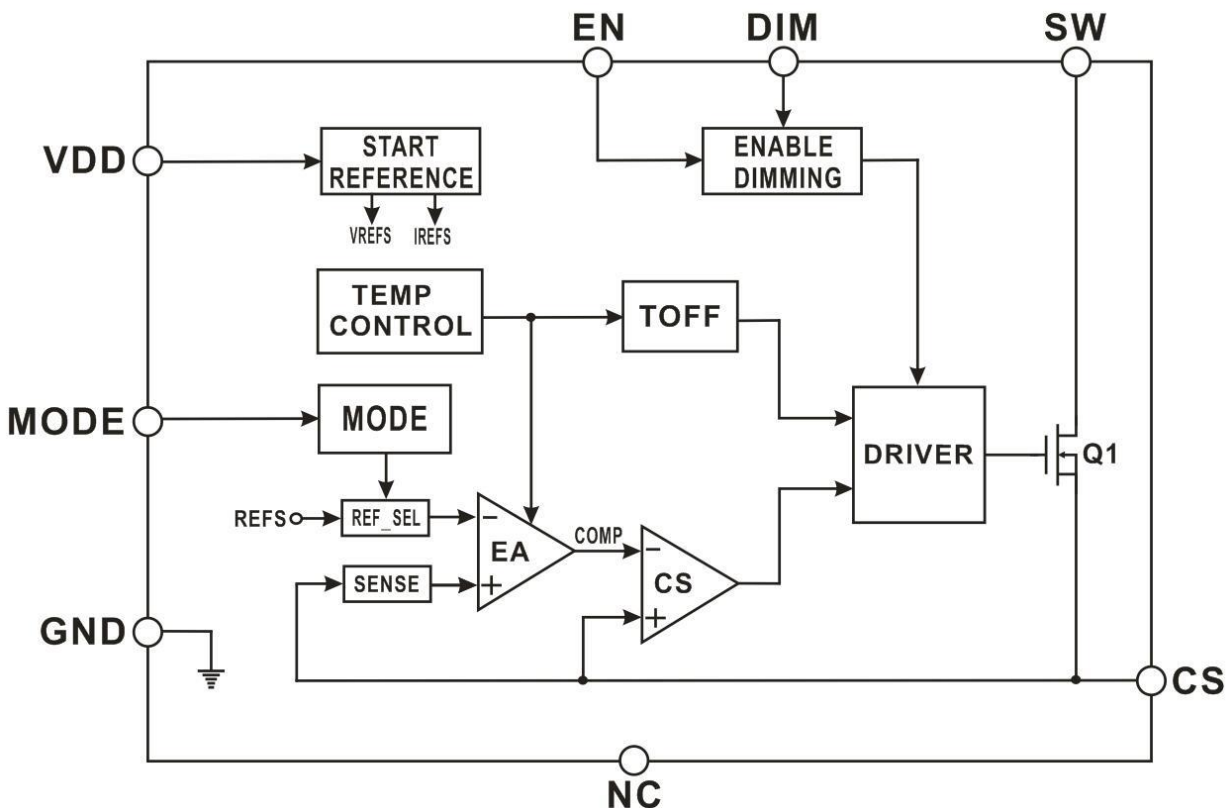 EN
DIM
SW
VDD
START
REFERENCE
ENABLE
DIMMING
VREFS
IREFS
TEMP
CONTROL
TOFF
MODE
MODE
DRIVER
Q1
REFS
REF_SEL
−
EA
+
COMP
−
CS
+
SENSE
GND
CS
NC